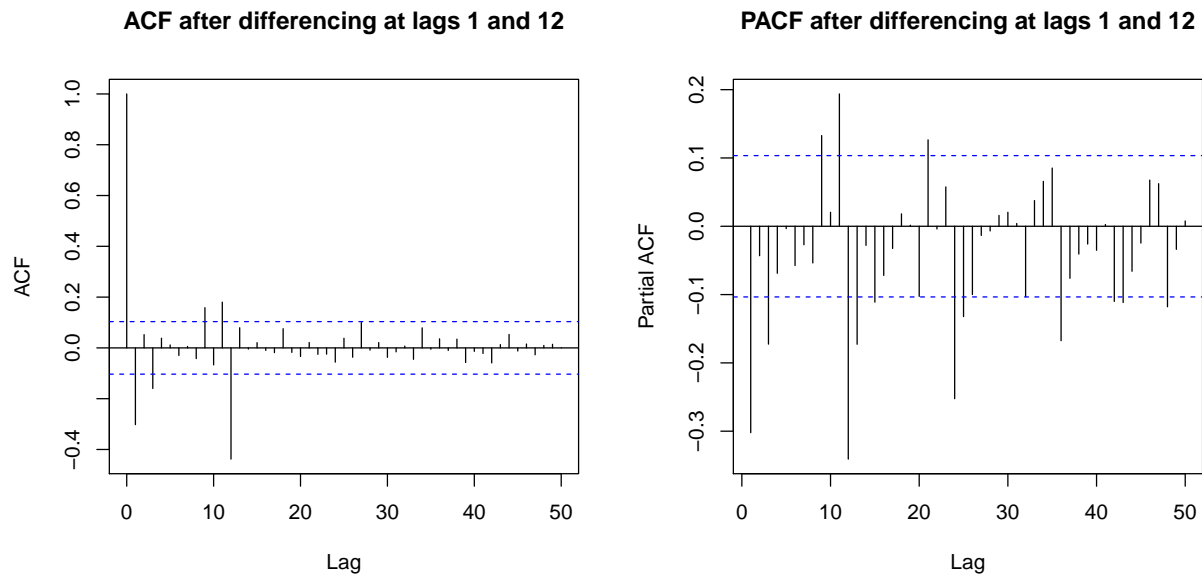 ACF after differencing at lags 1 and 12
ACF
1.0
0.8
0.6
0.4
0.2
0.0
−0.4
0 10 20 30 40 50
Lag
PACF after differencing at lags 1 and 12
Partial ACF
0.2
0.1
0.0
−0.1
−0.2
−0.3
0 10 20 30 40 50
Lag